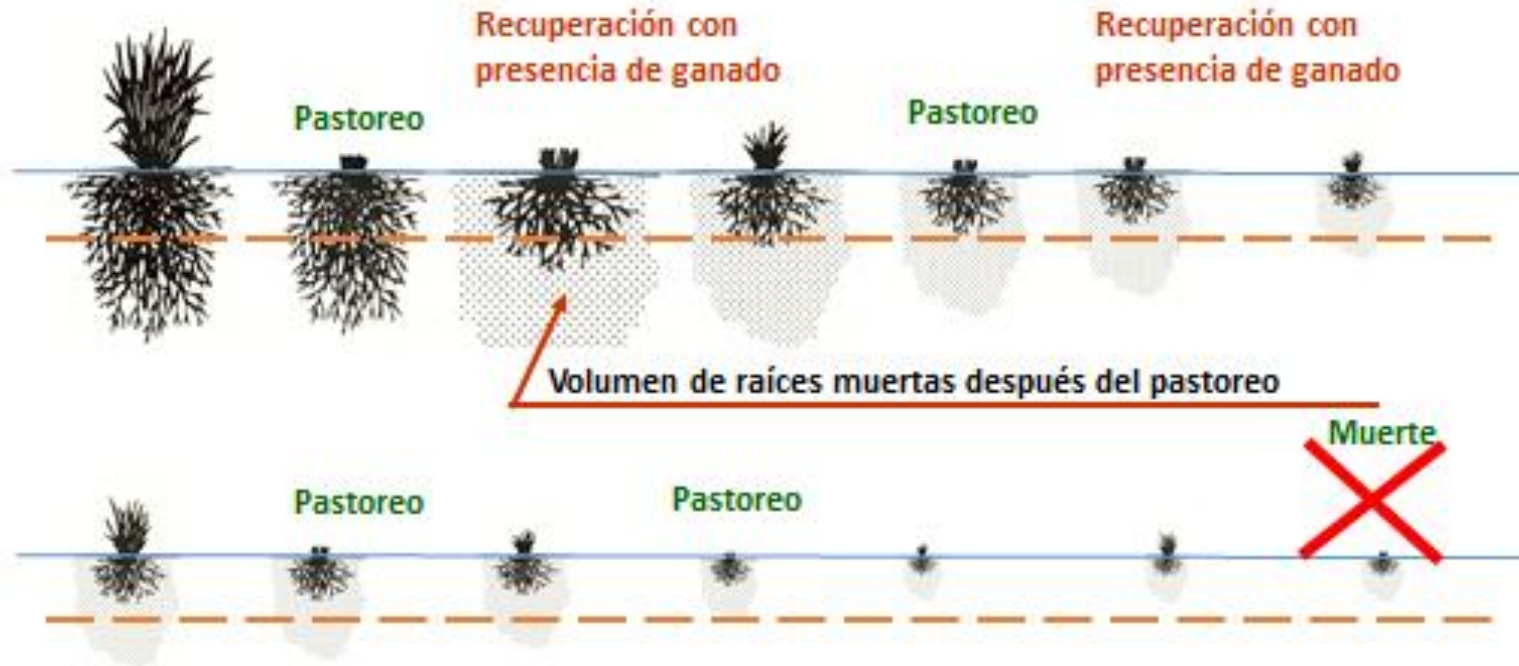 Recuperación con
presencia de ganado
Recuperación con
presencia de ganado
Pastoreo
Pastoreo
Volumen de raíces muertas después del pastoreo
Muerte
Pastoreo
Pastoreo